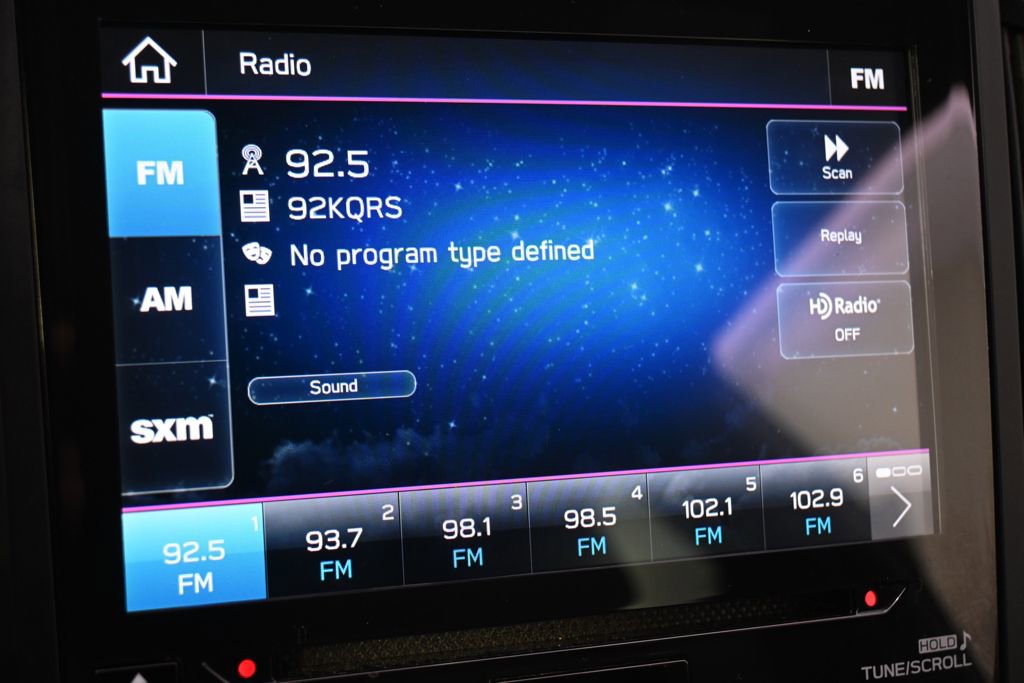 Radio
FM
FM
AM
sxm
92.5
92KQRS
No program type defined
Sound
Scan
Replay
HD Radio
OFF
1
92.5
FM
2
93.7
FM
3
98.1
FM
4
98.5
FM
5
102.1
FM
6
102.9
FM
HOLD
TUNE/SCROLL